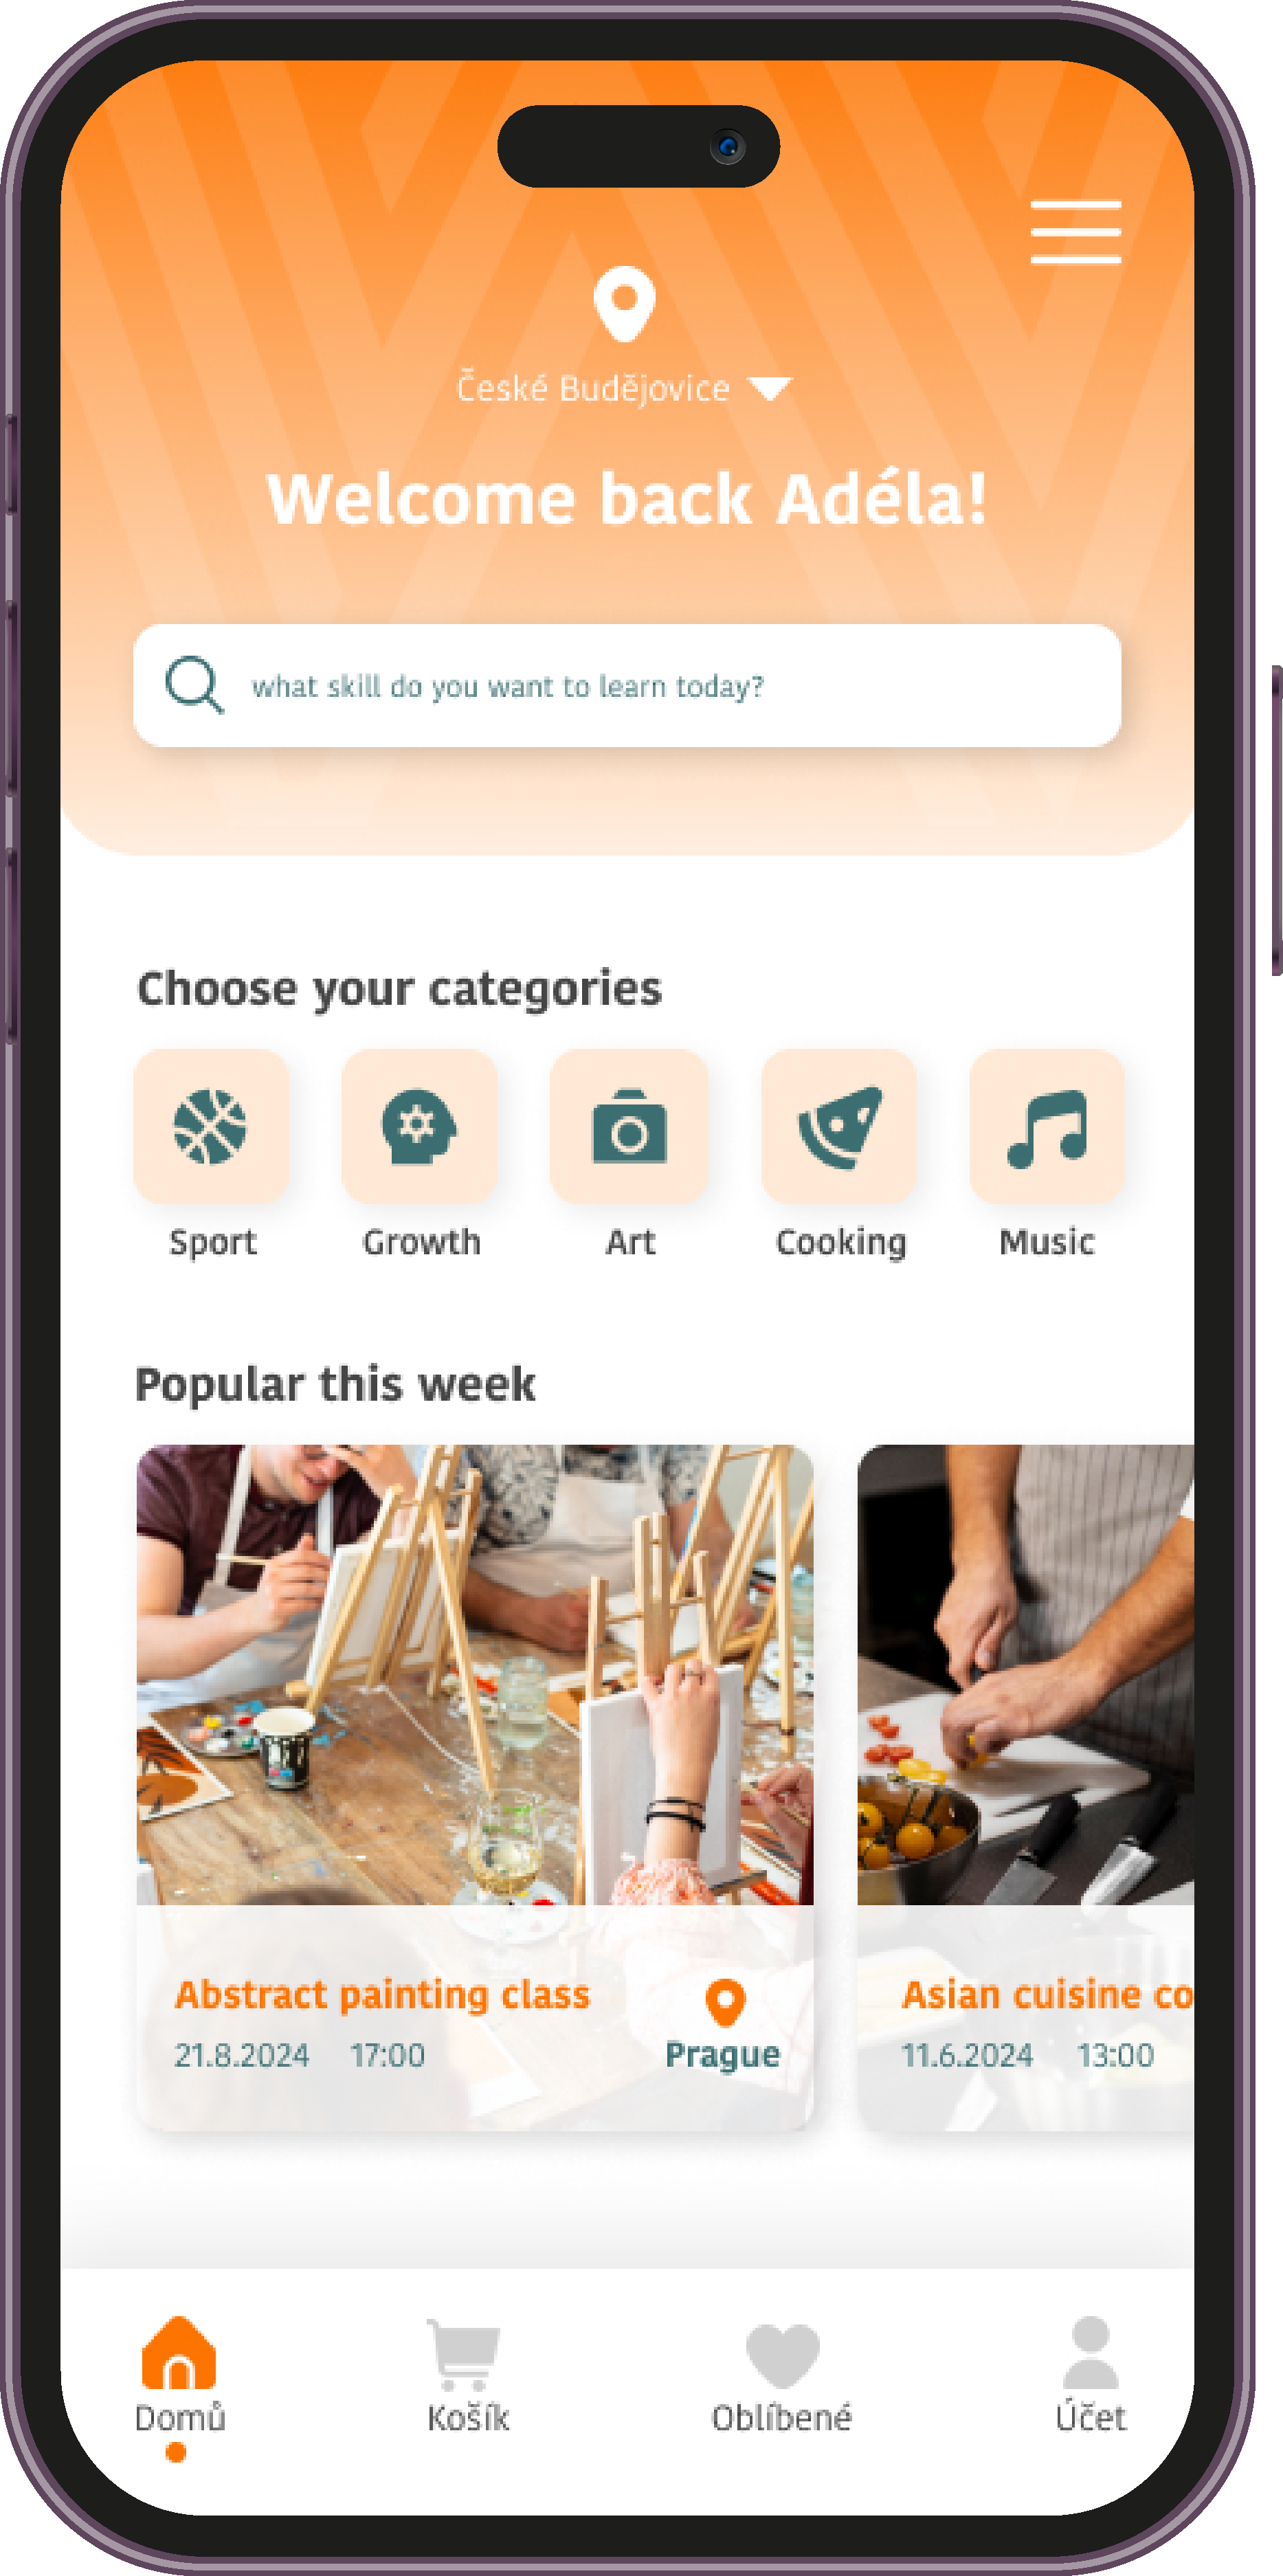 České Budějovice
Welcome back Adéla!
what skill do you want to learn today?
Choose your categories
Sport Growth Art Cooking Music
Popular this week
Abstract painting class
21.8.2024 17:00 Prague
Asian cuisine co
11.6.2024 13:00
Domů Košík Oblíbené Účet